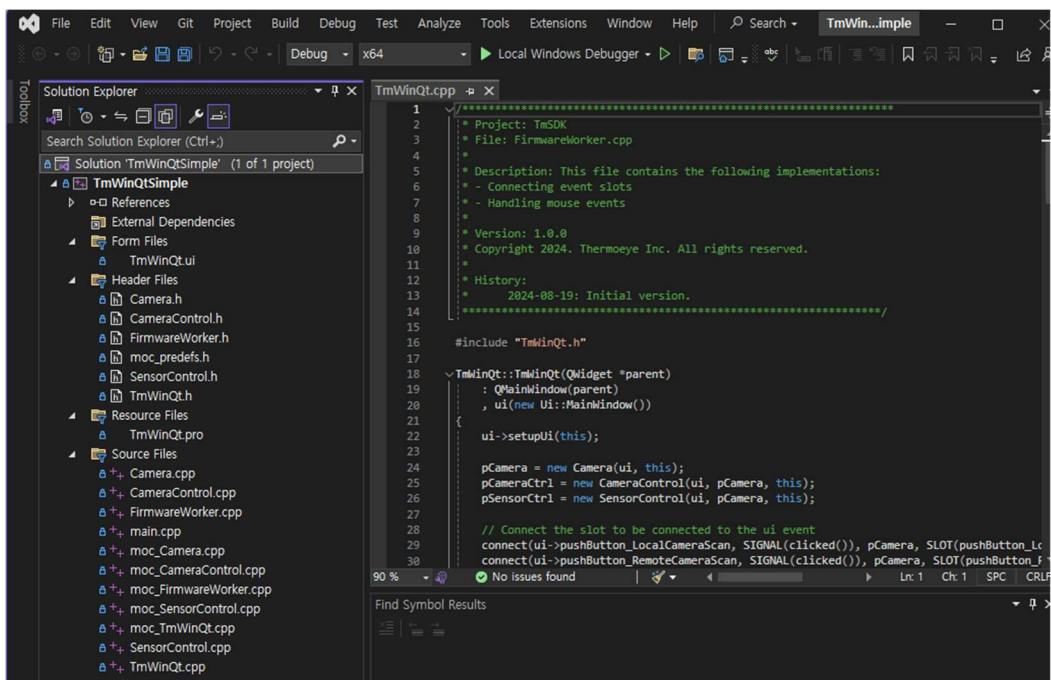 File Edit View Git Project Build Debug Test Analyze Tools Extensions Window Help Search TmWin...imple
Debug x64 Local Windows Debugger
Toolbox
Solution Explorer
Search Solution Explorer (Ctrl+;)
Solution 'TmWinQtSimple' (1 of 1 project)
TmWinQtSimple
References
External Dependencies
Form Files
TmWinQt.ui
Header Files
Camera.h
CameraControl.h
FirmwareWorker.h
moc_predefs.h
SensorControl.h
TmWinQt.h
Resource Files
TmWinQt.pro
Source Files
Camera.cpp
CameraControl.cpp
FirmwareWorker.cpp
main.cpp
moc_Camera.cpp
moc_CameraControl.cpp
moc_FirmwareWorker.cpp
moc_SensorControl.cpp
moc_TmWinQt.cpp
SensorControl.cpp
TmWinQt.cpp
TmWinQt.cpp
1 /******************************************************************
2 * Project: TmSDK
3 * File: FirmwareWorker.cpp
4 *
5 * Description: This file contains the following implementations:
6 * - Connecting event slots
7 * - Handling mouse events
8 *
9 * Version: 1.0.0
10 * Copyright 2024. Thermoeye Inc. All rights reserved.
11 *
12 * History:
13 *      2024-08-19: Initial version.
14 ****************************************************************/
15
16 #include "TmWinQt.h"
17
18 TmWinQt::TmWinQt(QWidget *parent)
19     : QMainWindow(parent)
20     , ui(new Ui::MainWindow())
21 {
22     ui->setupUi(this);
23
24     pCamera = new Camera(ui, this);
25     pCameraCtrl = new CameraControl(ui, pCamera, this);
26     pSensorCtrl = new SensorControl(ui, pCamera, this);
27
28     // Connect the slot to be connected to the ui event
29     connect(ui->pushButton_LocalCameraScan, SIGNAL(clicked()), pCamera, SLOT(pushButton_Lc
30     connect(ui->pushButton_RemoteCameraScan, SIGNAL(clicked()), pCamera, SLOT(pushButton_F
90 % No issues found Ln: 1 Ch: 1 SPC CRLF
Find Symbol Results